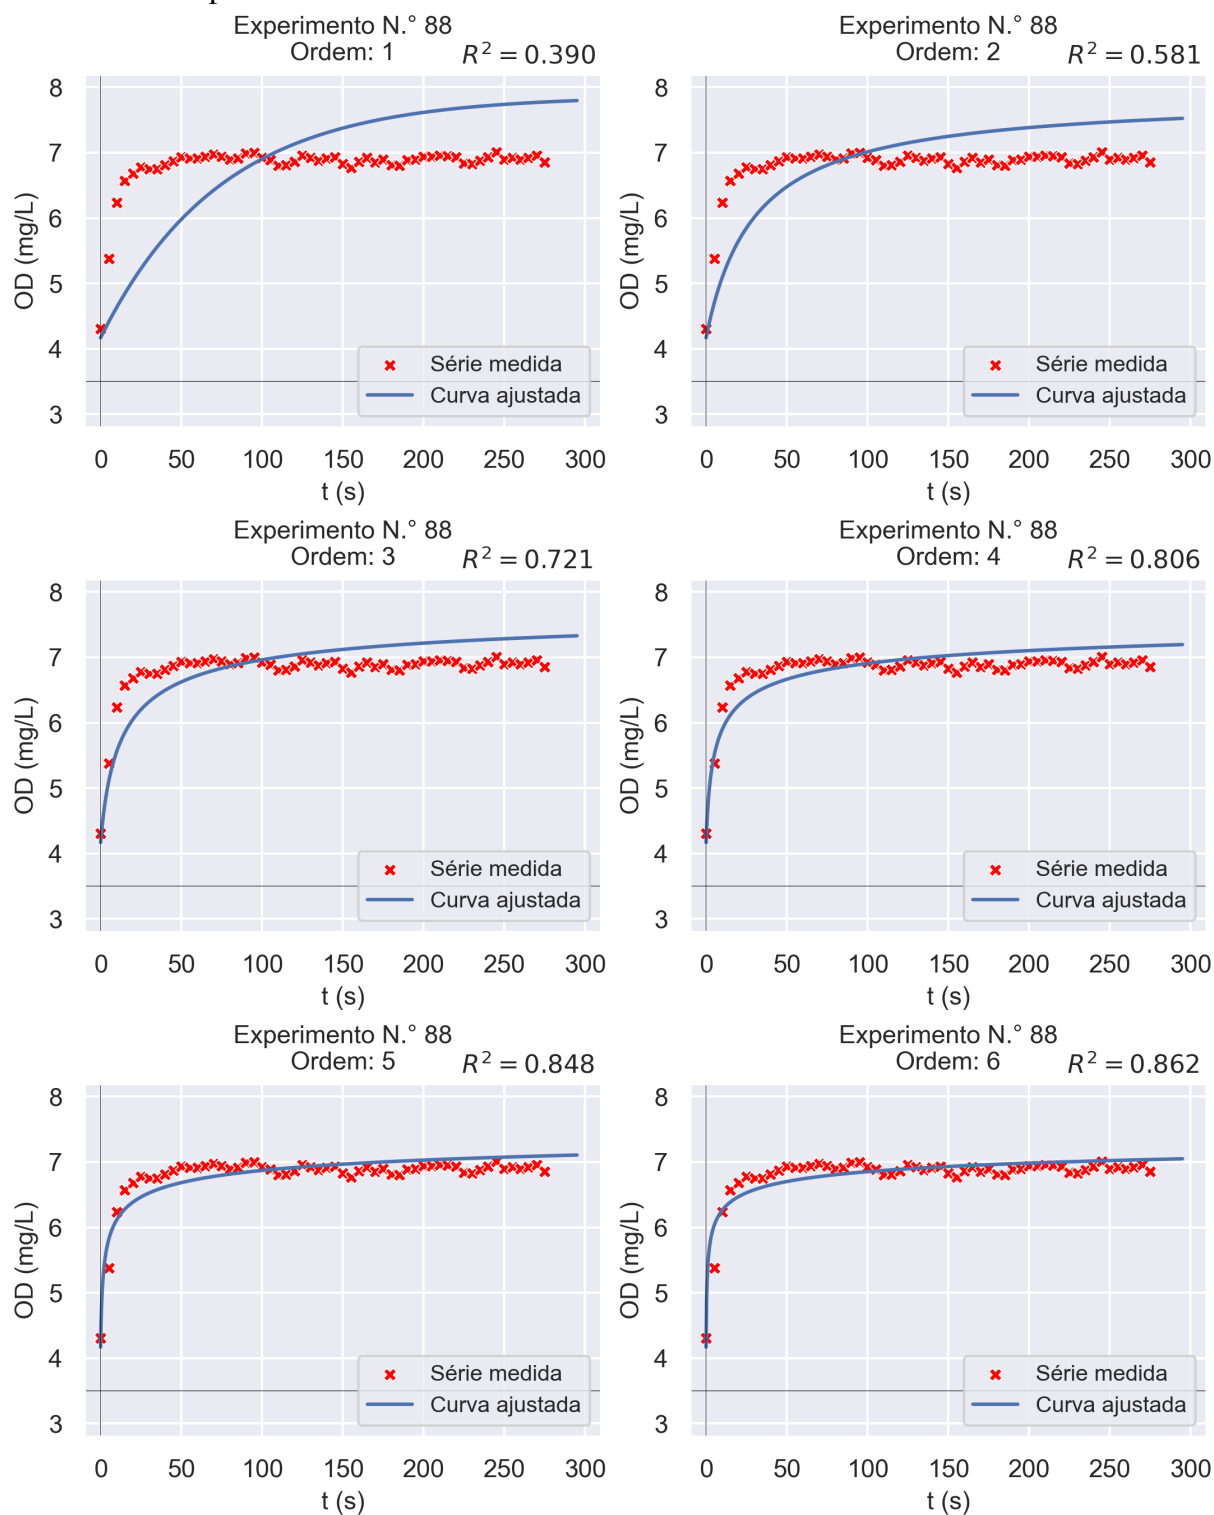 Experimento N.° 88
Ordem: 1
R² = 0.390
8
7
6
5
4
3
OD (mg/L)
Série medida
Curva ajustada
0 50 100 150 200 250 300
t (s)
Experimento N.° 88
Ordem: 2
R² = 0.581
8
7
6
5
4
3
OD (mg/L)
Série medida
Curva ajustada
0 50 100 150 200 250 300
t (s)
Experimento N.° 88
Ordem: 3
R² = 0.721
8
7
6
5
4
3
OD (mg/L)
Série medida
Curva ajustada
0 50 100 150 200 250 300
t (s)
Experimento N.° 88
Ordem: 4
R² = 0.806
8
7
6
5
4
3
OD (mg/L)
Série medida
Curva ajustada
0 50 100 150 200 250 300
t (s)
Experimento N.° 88
Ordem: 5
R² = 0.848
8
7
6
5
4
3
OD (mg/L)
Série medida
Curva ajustada
0 50 100 150 200 250 300
t (s)
Experimento N.° 88
Ordem: 6
R² = 0.862
8
7
6
5
4
3
OD (mg/L)
Série medida
Curva ajustada
0 50 100 150 200 250 300
t (s)